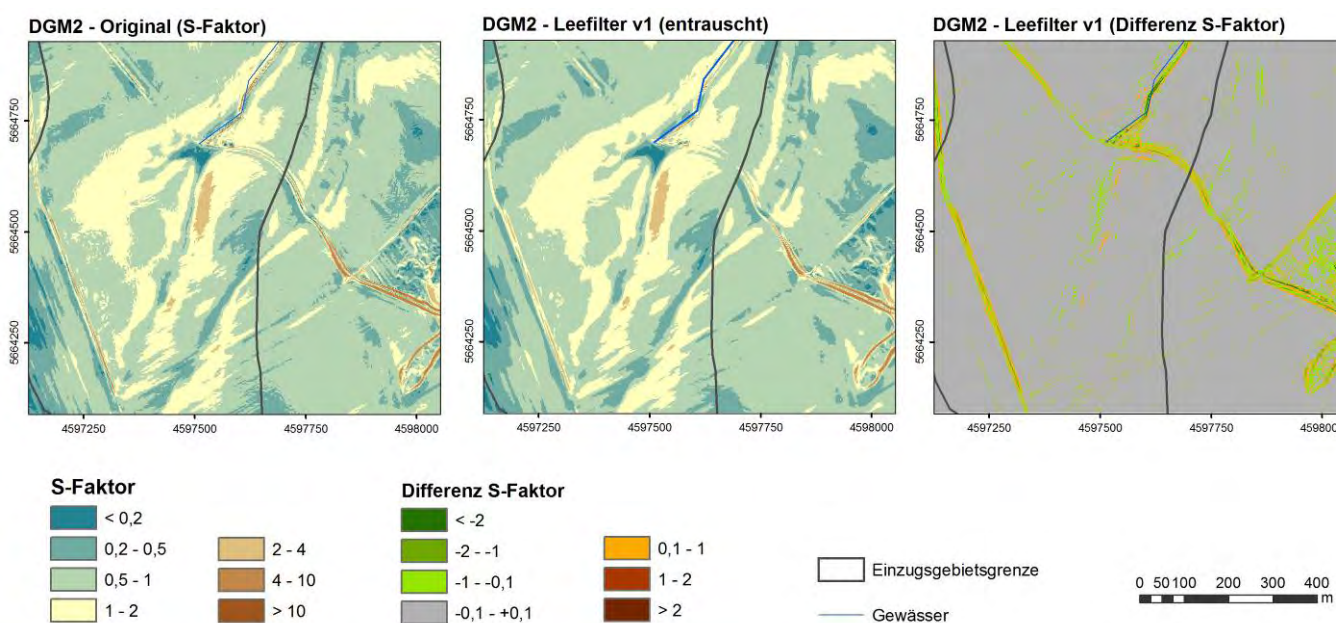 DGM2 - Original (S-Faktor)
DGM2 - Leefilter v1 (entrauscht)
DGM2 - Leefilter v1 (Differenz S-Faktor)
5664750
5664500
5664250
4597250 4597500 4597750 4598000
5664750
5664500
5664250
4597250 4597500 4597750 4598000
5664750
5664500
5664250
4597250 4597500 4597750 4598000
S-Faktor
< 0,2
0,2 - 0,5
0,5 - 1
1 - 2
2 - 4
4 - 10
> 10
Differenz S-Faktor
< -2
-2 - -1
-1 - -0,1
-0,1 - +0,1
0,1 - 1
1 - 2
> 2
Einzugsgebietsgrenze
Gewässer
0 50 100 200 300 400
m